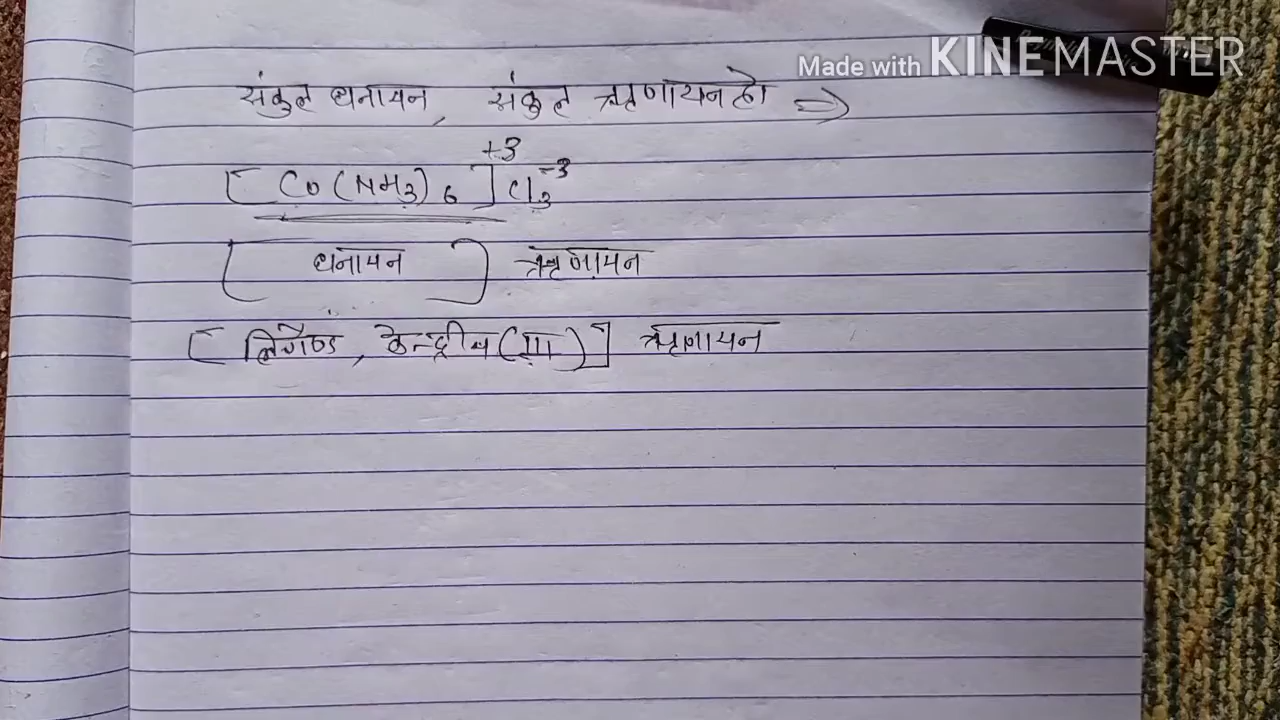 Made with KINEMASTER
संकुल धनायन, संकुल ऋणायन हो ⇒
[Co(NH3)6]+3 Cl3-3
[धनायन] ऋणायन
[लिगैण्ड, केन्द्रीय(III)] ऋणायन